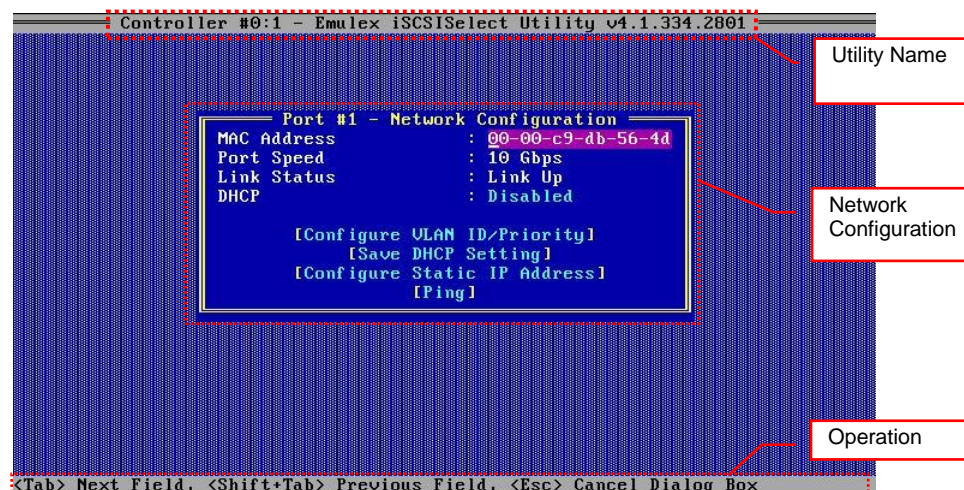 Controller #0:1 - Emulex iSCSISelect Utility v4.1.334.2801
Utility Name
Port #1 - Network Configuration
MAC Address : 00-00-c9-db-56-4d
Port Speed : 10 Gbps
Link Status : Link Up
DHCP : Disabled
Network
Configuration
[Configure VLAN ID/Priority]
[Save DHCP Setting]
[Configure Static IP Address]
[Ping]
Operation
<Tab> Next Field, <Shift+Tab> Previous Field, <Esc> Cancel Dialog Box